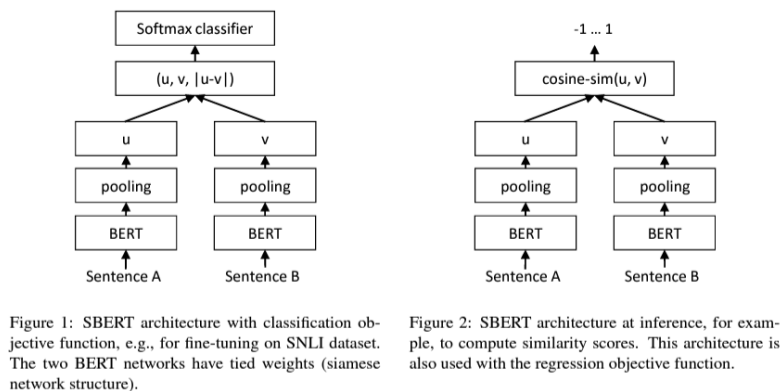 Softmax classifier
(u, v, |u-v|)
u v
pooling pooling
BERT BERT
Sentence A Sentence B
Figure 1: SBERT architecture with classification ob-
jective function, e.g., for fine-tuning on SNLI dataset.
The two BERT networks have tied weights (siamese
network structure).
-1 … 1
cosine-sim(u, v)
u v
pooling pooling
BERT BERT
Sentence A Sentence B
Figure 2: SBERT architecture at inference, for exam-
ple, to compute similarity scores. This architecture is
also used with the regression objective function.